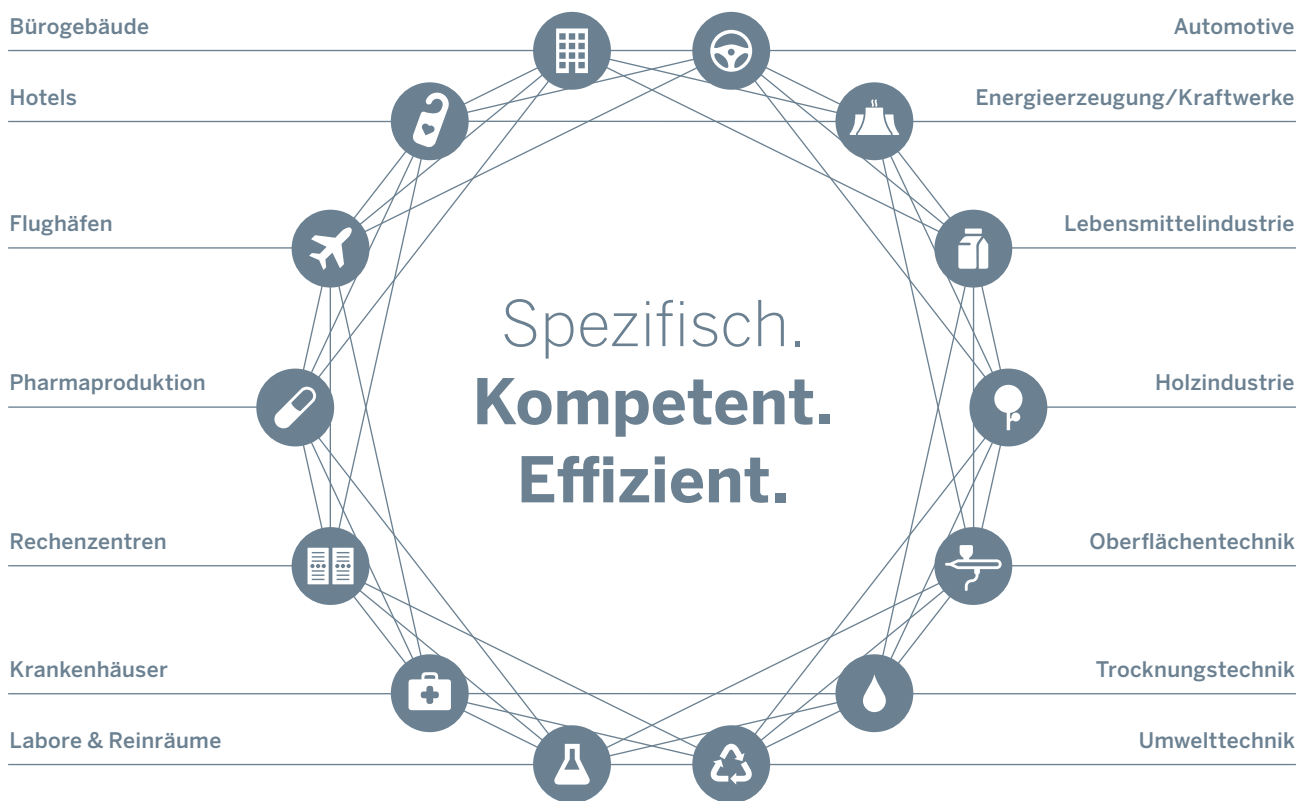 Bürogebäude
Hotels
Flughäfen
Pharmaproduktion
Rechenzentren
Krankenhäuser
Labore & Reinräume
Spezifisch.
Kompetent.
Effizient.
Automotive
Energieerzeugung/Kraftwerke
Lebensmittelindustrie
Holzindustrie
Oberflächentechnik
Trocknungstechnik
Umwelttechnik